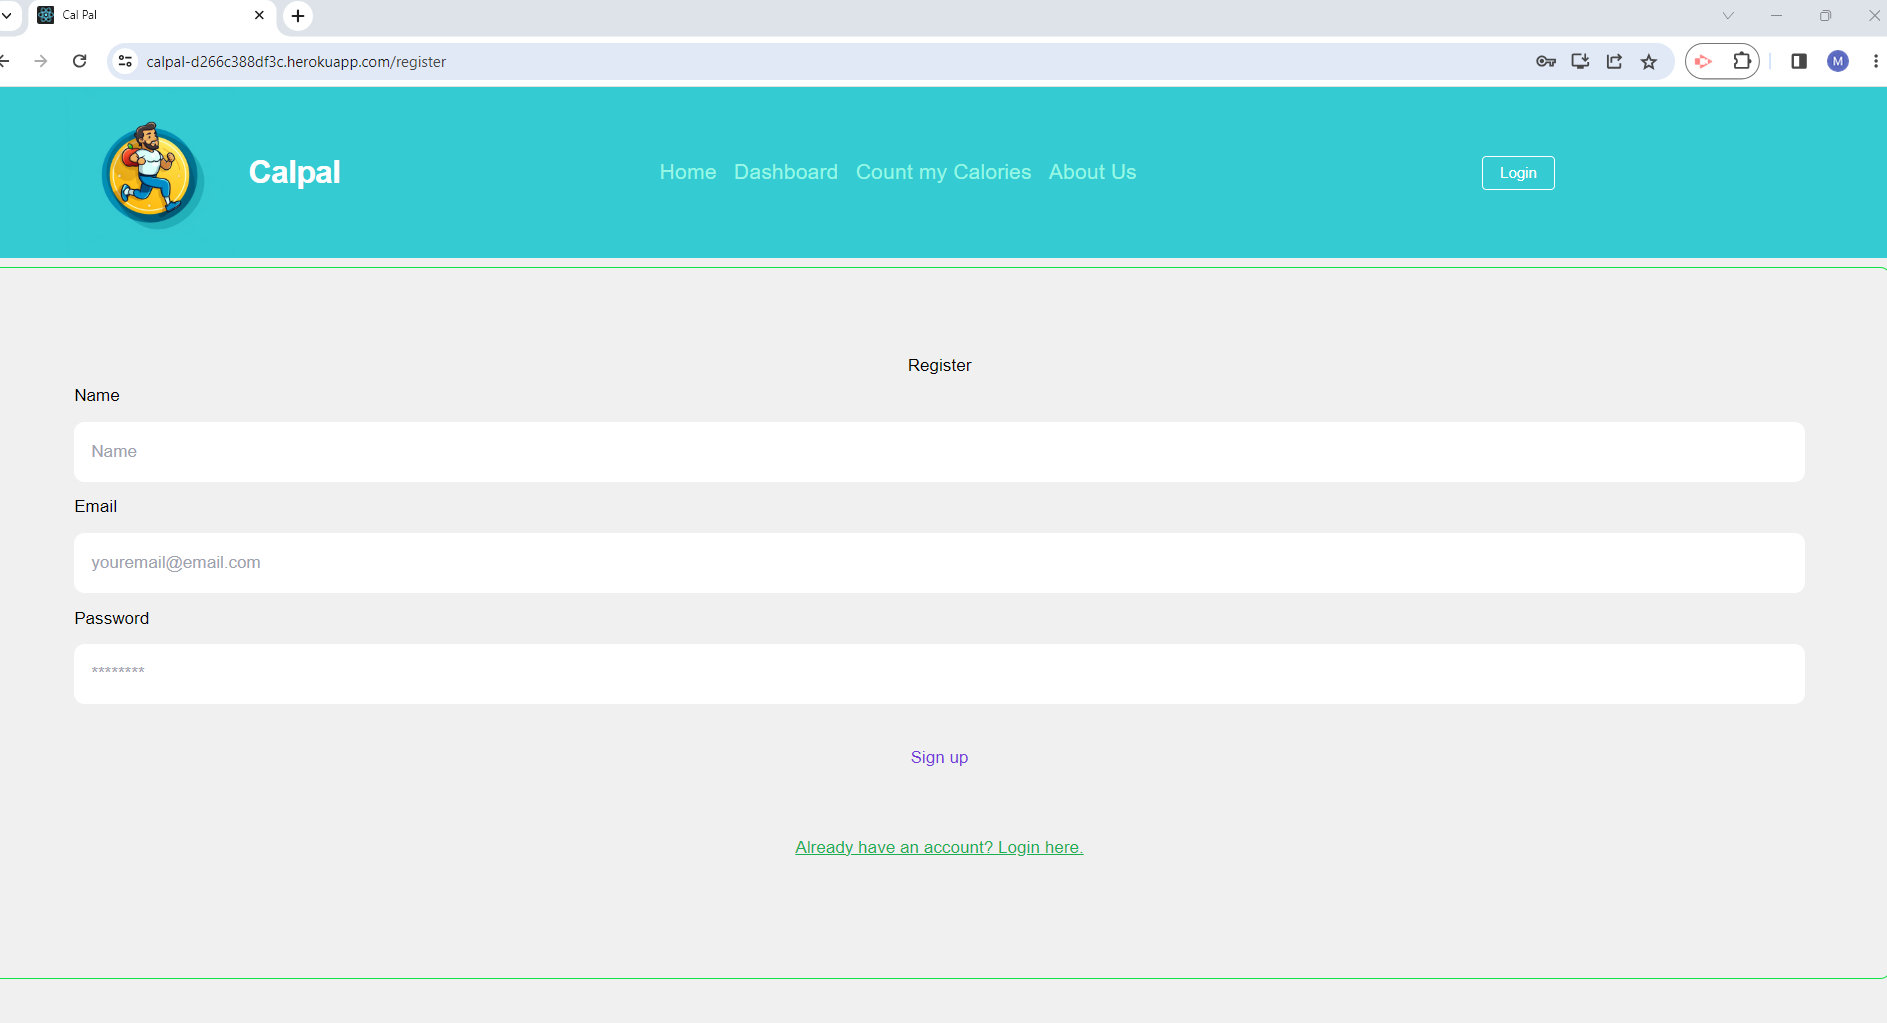 Cal Pal
calpal-d266c388df3c.herokuapp.com/register
M
Calpal
Home Dashboard Count my Calories About Us
Login
Register
Name
Name
Email
youremail@email.com
Password
********
Sign up
Already have an account? Login here.